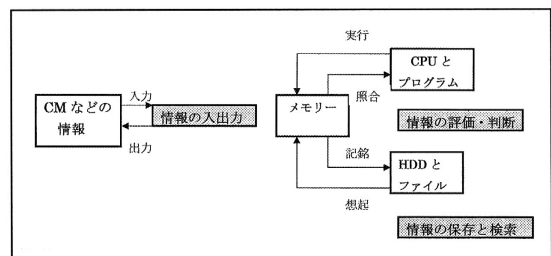 実行
CPU と
プログラム
CM などの
情報
入力
情報の入出力
メモリー
照合
出力
情報の評価・判断
記銘
HDD と
ファイル
想起
情報の保存と検索